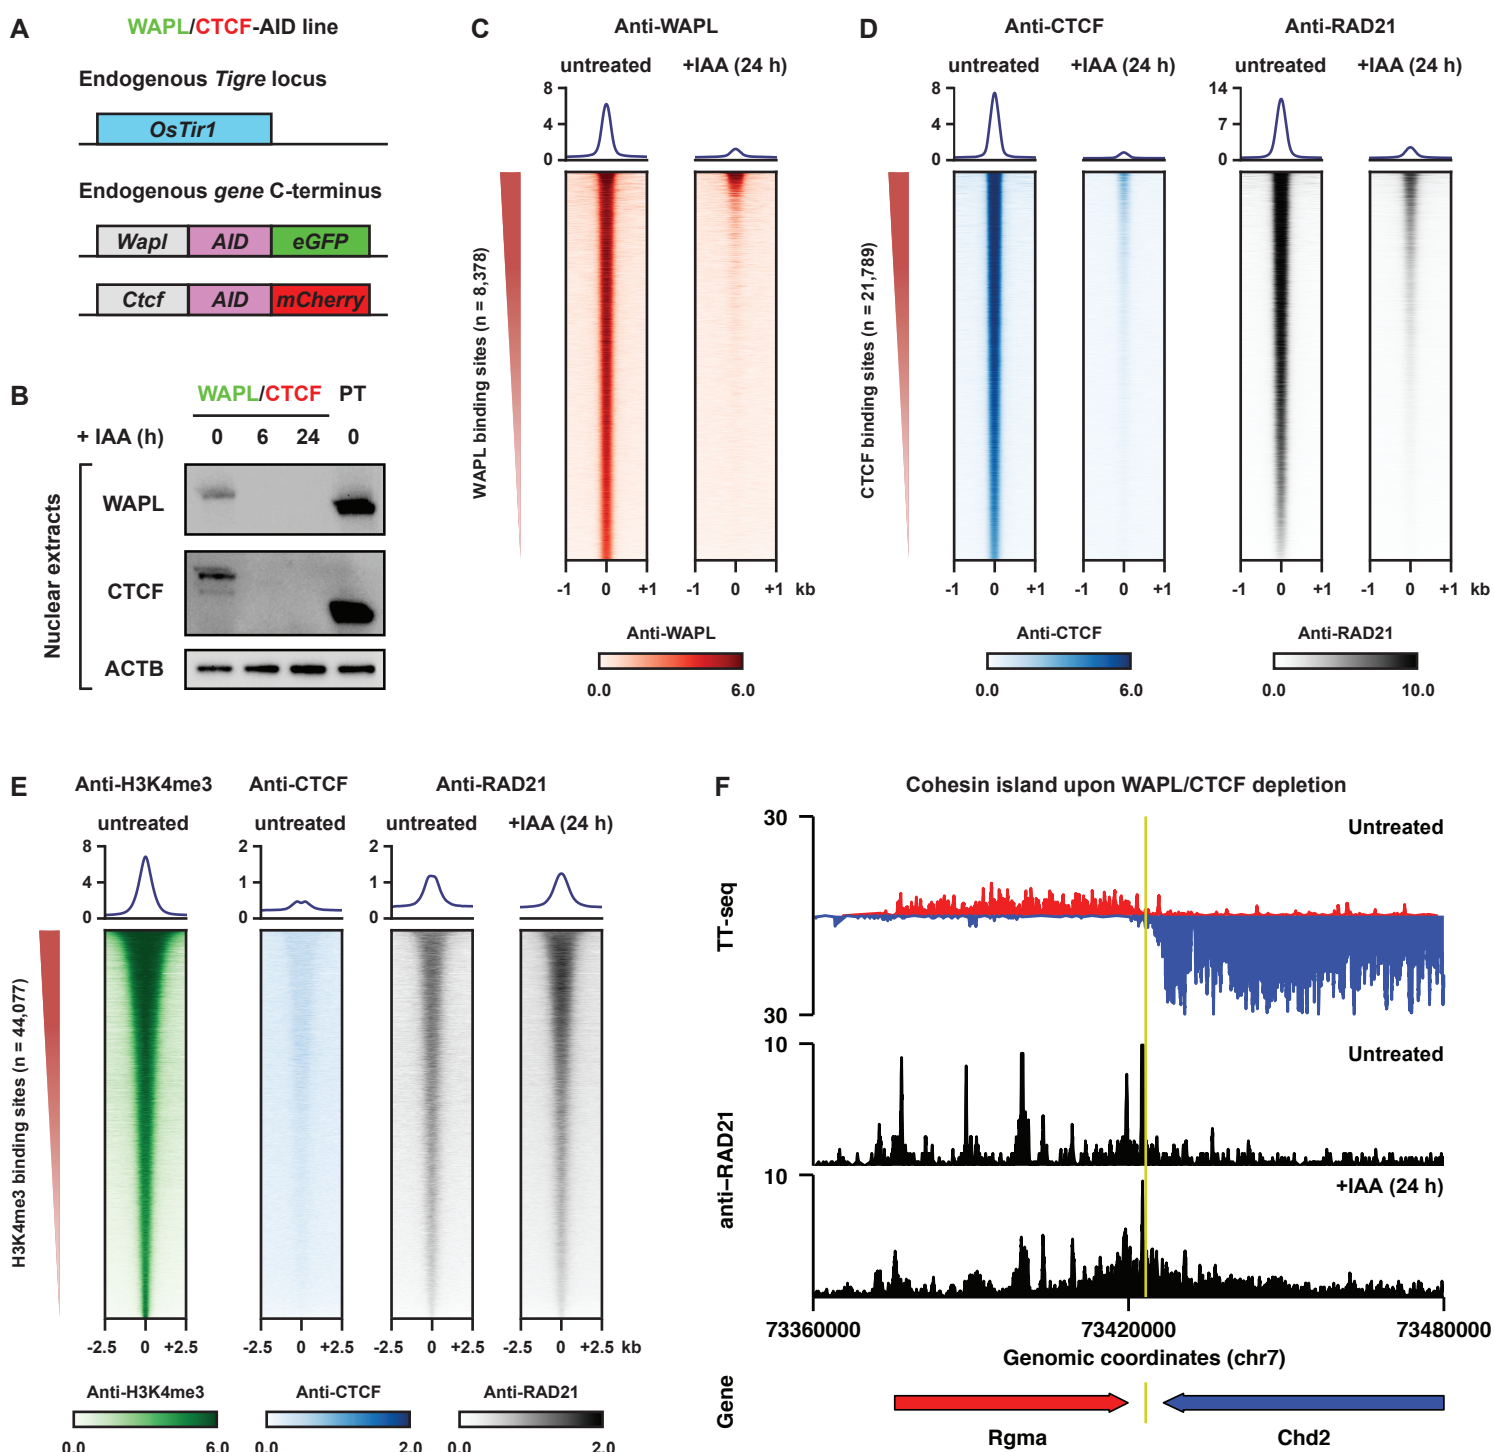 A
WAPL/CTCF-AID line
Endogenous Tigre locus
OsTir1
Endogenous gene C-terminus
Wapl AID eGFP
Ctcf AID mCherry
B
WAPL/CTCF PT
+ IAA (h) 0 6 24 0
Nuclear extracts
WAPL
CTCF
ACTB
C
Anti-WAPL
untreated +IAA (24 h)
8
4
0
WAPL binding sites (n = 8,378)
-1 0 +1 -1 0 +1 kb
Anti-WAPL
0.0 6.0
D
Anti-CTCF Anti-RAD21
untreated +IAA (24 h) untreated +IAA (24 h)
8 14
4 7
0 0
CTCF binding sites (n = 21,789)
-1 0 +1 -1 0 +1 kb -1 0 +1 -1 0 +1 kb
Anti-CTCF Anti-RAD21
0.0 6.0 0.0 10.0
E
Anti-H3K4me3 Anti-CTCF Anti-RAD21
untreated untreated untreated +IAA (24 h)
8 2 2
4 1 1
0 0 0
H3K4me3 binding sites (n = 44,077)
-2.5 0 +2.5 -2.5 0 +2.5 -2.5 0 +2.5 -2.5 0 +2.5 kb
Anti-H3K4me3 Anti-CTCF Anti-RAD21
0.0 6.0 0.0 2.0 0.0 2.0
F
Cohesin island upon WAPL/CTCF depletion
30
Untreated
TT-seq
30
10
Untreated
anti−RAD21
10
+IAA (24 h)
73360000 73420000 73480000
Genomic coordinates (chr7)
Gene
Rgma Chd2